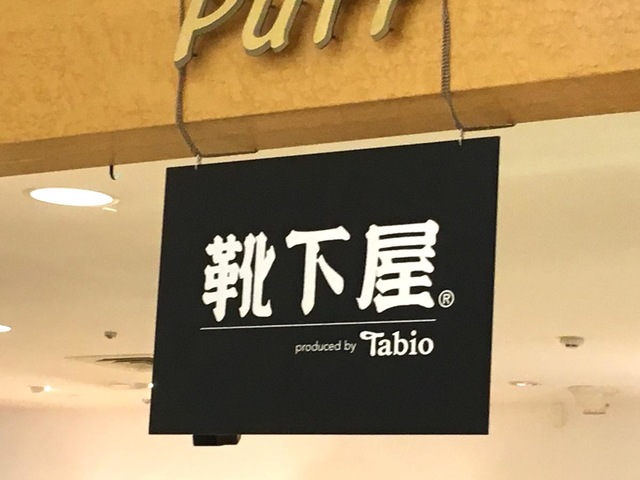 靴下屋®
produced by Tabio